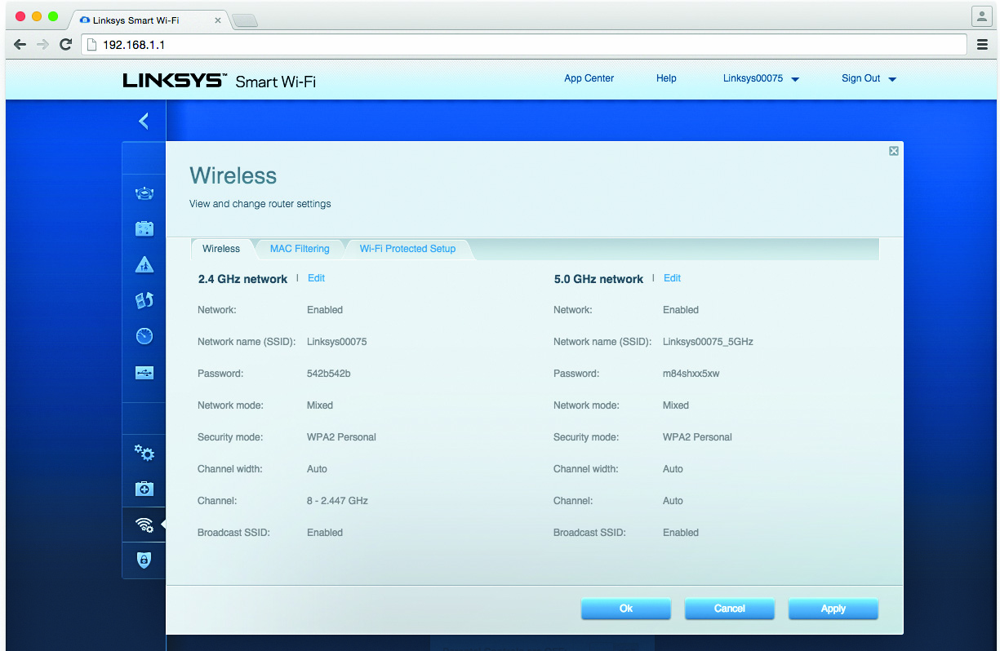 Linksys Smart Wi-Fi
192.168.1.1
LINKSYS™ Smart Wi-Fi App Center Help Linksys00075 Sign Out
Wireless
View and change router settings
Wireless MAC Filtering Wi-Fi Protected Setup
2.4 GHz network | Edit 5.0 GHz network | Edit
Network: Enabled Network: Enabled
Network name (SSID): Linksys00075 Network name (SSID): Linksys00075_5GHz
Password: 542b542b Password: m84shxx5xw
Network mode: Mixed Network mode: Mixed
Security mode: WPA2 Personal Security mode: WPA2 Personal
Channel width: Auto Channel width: Auto
Channel: 8 - 2.447 GHz Channel: Auto
Broadcast SSID: Enabled Broadcast SSID: Enabled
Ok Cancel Apply